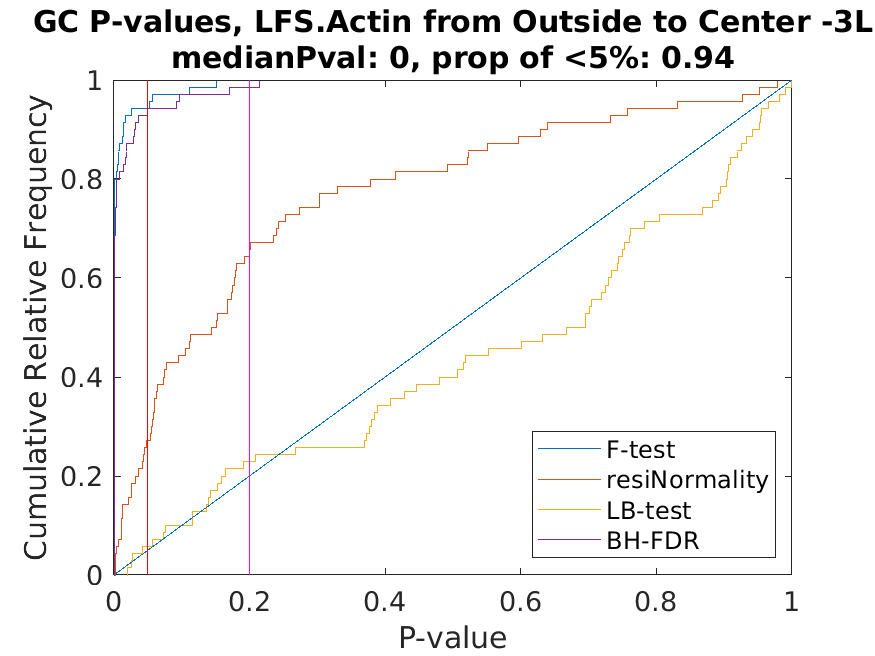 GC P-values, LFS.Actin from Outside to Center -3L
medianPval: 0, prop of <5%: 0.94
Cumulative Relative Frequency
1
0.8
0.6
0.4
0.2
0
0
0.2
0.4
0.6
0.8
1
P-value
F-test
resiNormality
LB-test
BH-FDR